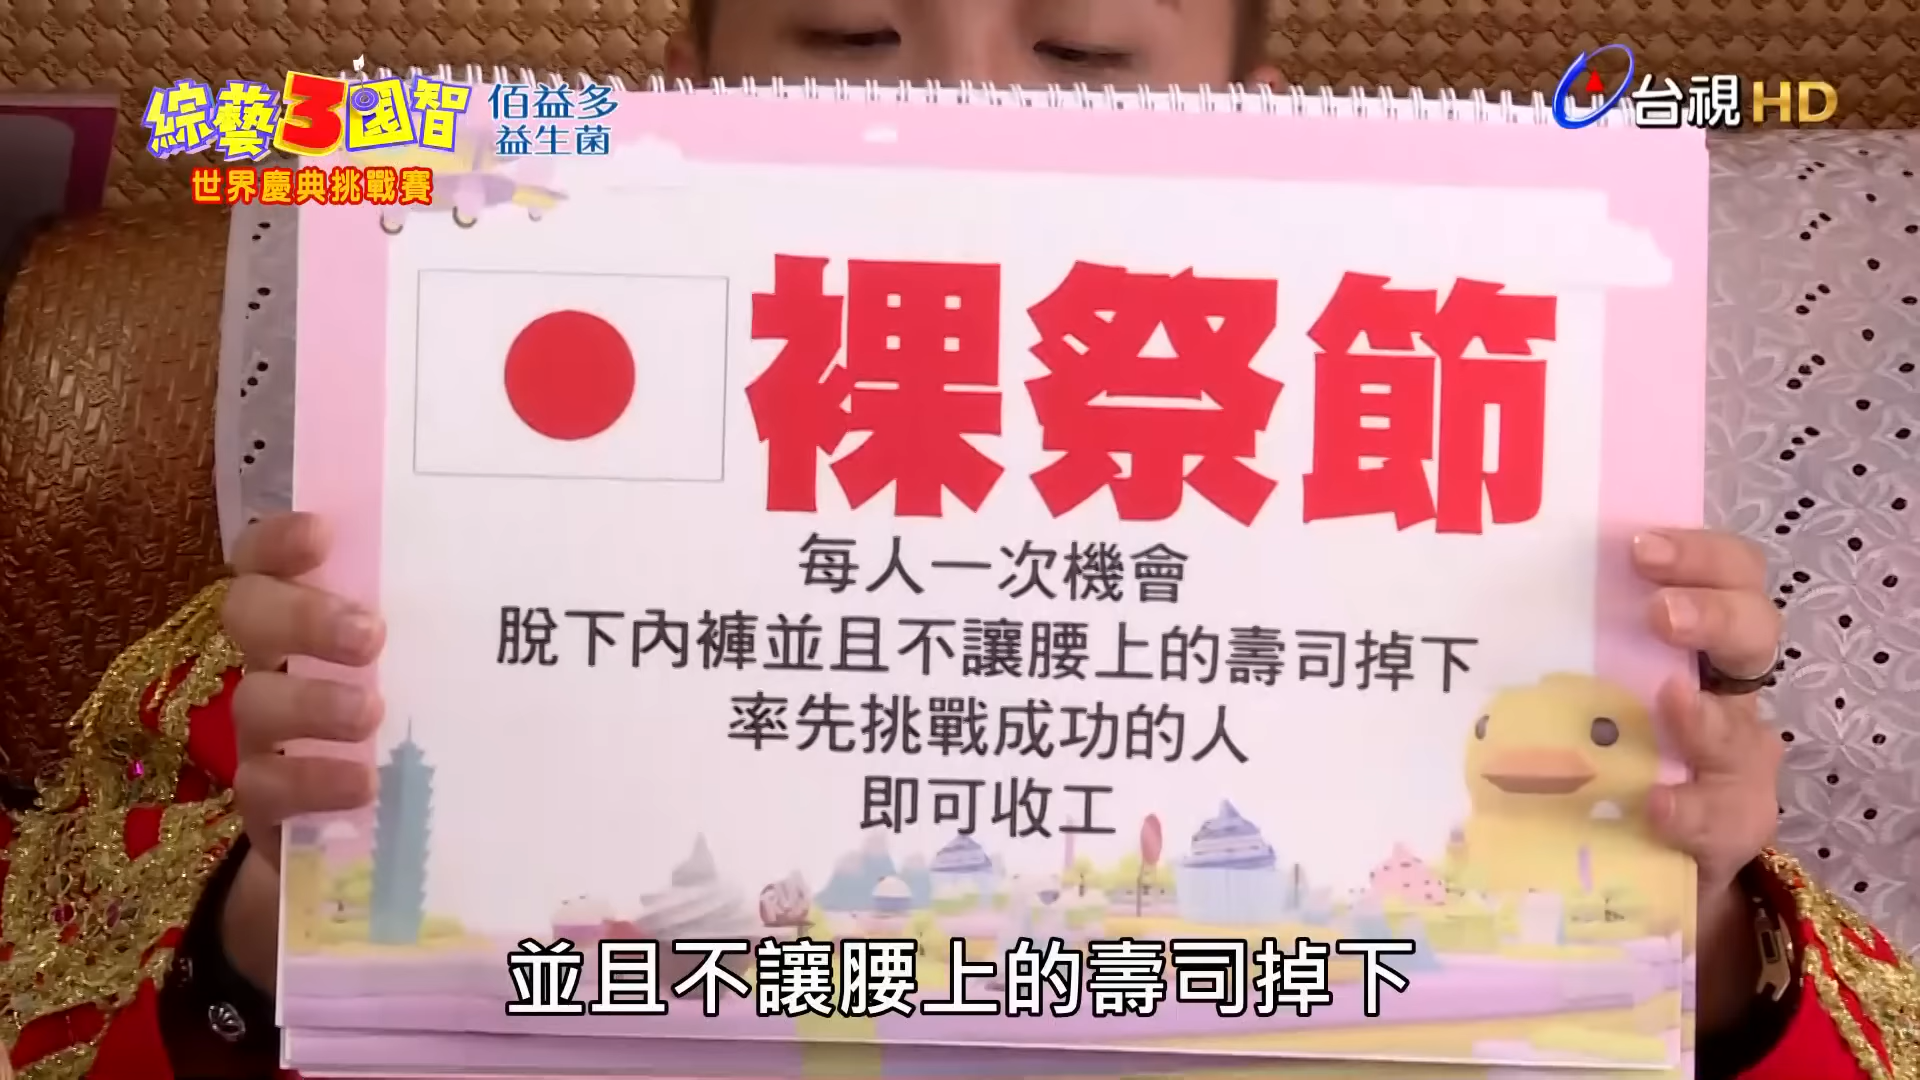 綜藝3國智
佰益多
益生菌
世界慶典挑戰賽
台視HD
裸祭節
每人一次機會
脫下內褲並且不讓腰上的壽司掉下
率先挑戰成功的人
即可收工
並且不讓腰上的壽司掉下